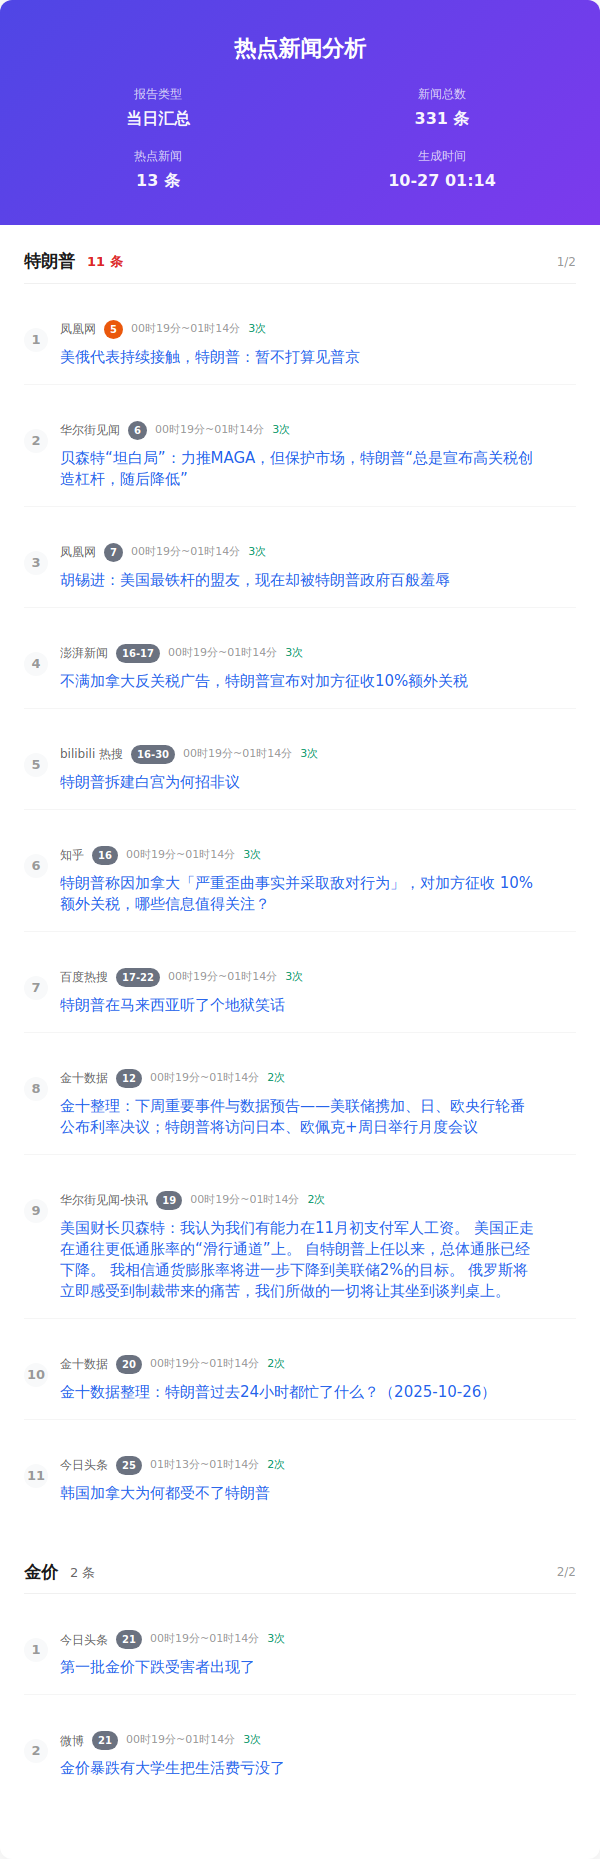 热点新闻分析
报告类型
新闻总数
当日汇总
331 条
热点新闻
生成时间
13 条
10-27 01:14
特朗普 11 条 1/2
1 凤凰网 5 00时19分~01时14分 3次
美俄代表持续接触，特朗普：暂不打算见普京
2 华尔街见闻 6 00时19分~01时14分 3次
贝森特“坦白局”：力推MAGA，但保护市场，特朗普“总是宣布高关税创
造杠杆，随后降低”
3 凤凰网 7 00时19分~01时14分 3次
胡锡进：美国最铁杆的盟友，现在却被特朗普政府百般羞辱
4 澎湃新闻 16-17 00时19分~01时14分 3次
不满加拿大反关税广告，特朗普宣布对加方征收10%额外关税
5 bilibili 热搜 16-30 00时19分~01时14分 3次
特朗普拆建白宫为何招非议
6 知乎 16 00时19分~01时14分 3次
特朗普称因加拿大「严重歪曲事实并采取敌对行为」，对加方征收 10%
额外关税，哪些信息值得关注？
7 百度热搜 17-22 00时19分~01时14分 3次
特朗普在马来西亚听了个地狱笑话
8 金十数据 12 00时19分~01时14分 2次
金十整理：下周重要事件与数据预告——美联储携加、日、欧央行轮番
公布利率决议；特朗普将访问日本、欧佩克+周日举行月度会议
9 华尔街见闻-快讯 19 00时19分~01时14分 2次
美国财长贝森特：我认为我们有能力在11月初支付军人工资。 美国正走
在通往更低通胀率的“滑行通道”上。 自特朗普上任以来，总体通胀已经
下降。 我相信通货膨胀率将进一步下降到美联储2%的目标。 俄罗斯将
立即感受到制裁带来的痛苦，我们所做的一切将让其坐到谈判桌上。
10 金十数据 20 00时19分~01时14分 2次
金十数据整理：特朗普过去24小时都忙了什么？（2025-10-26）
11 今日头条 25 01时13分~01时14分 2次
韩国加拿大为何都受不了特朗普
金价 2 条 2/2
1 今日头条 21 00时19分~01时14分 3次
第一批金价下跌受害者出现了
2 微博 21 00时19分~01时14分 3次
金价暴跌有大学生把生活费亏没了